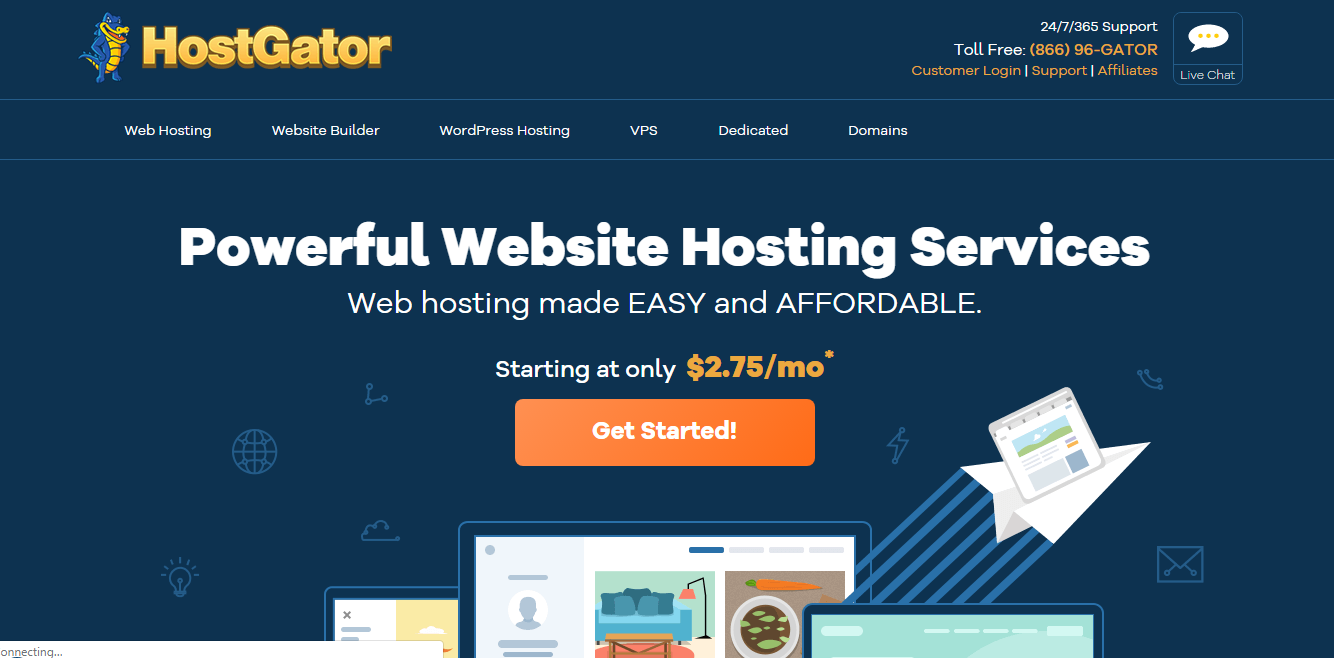 HostGator
24/7/365 Support
Toll Free: (866) 96-GATOR
Customer Login | Support | Affiliates
Live Chat
Web Hosting Website Builder WordPress Hosting VPS Dedicated Domains
Powerful Website Hosting Services
Web hosting made EASY and AFFORDABLE.
Starting at only $2.75/mo*
Get Started!
onnecting...